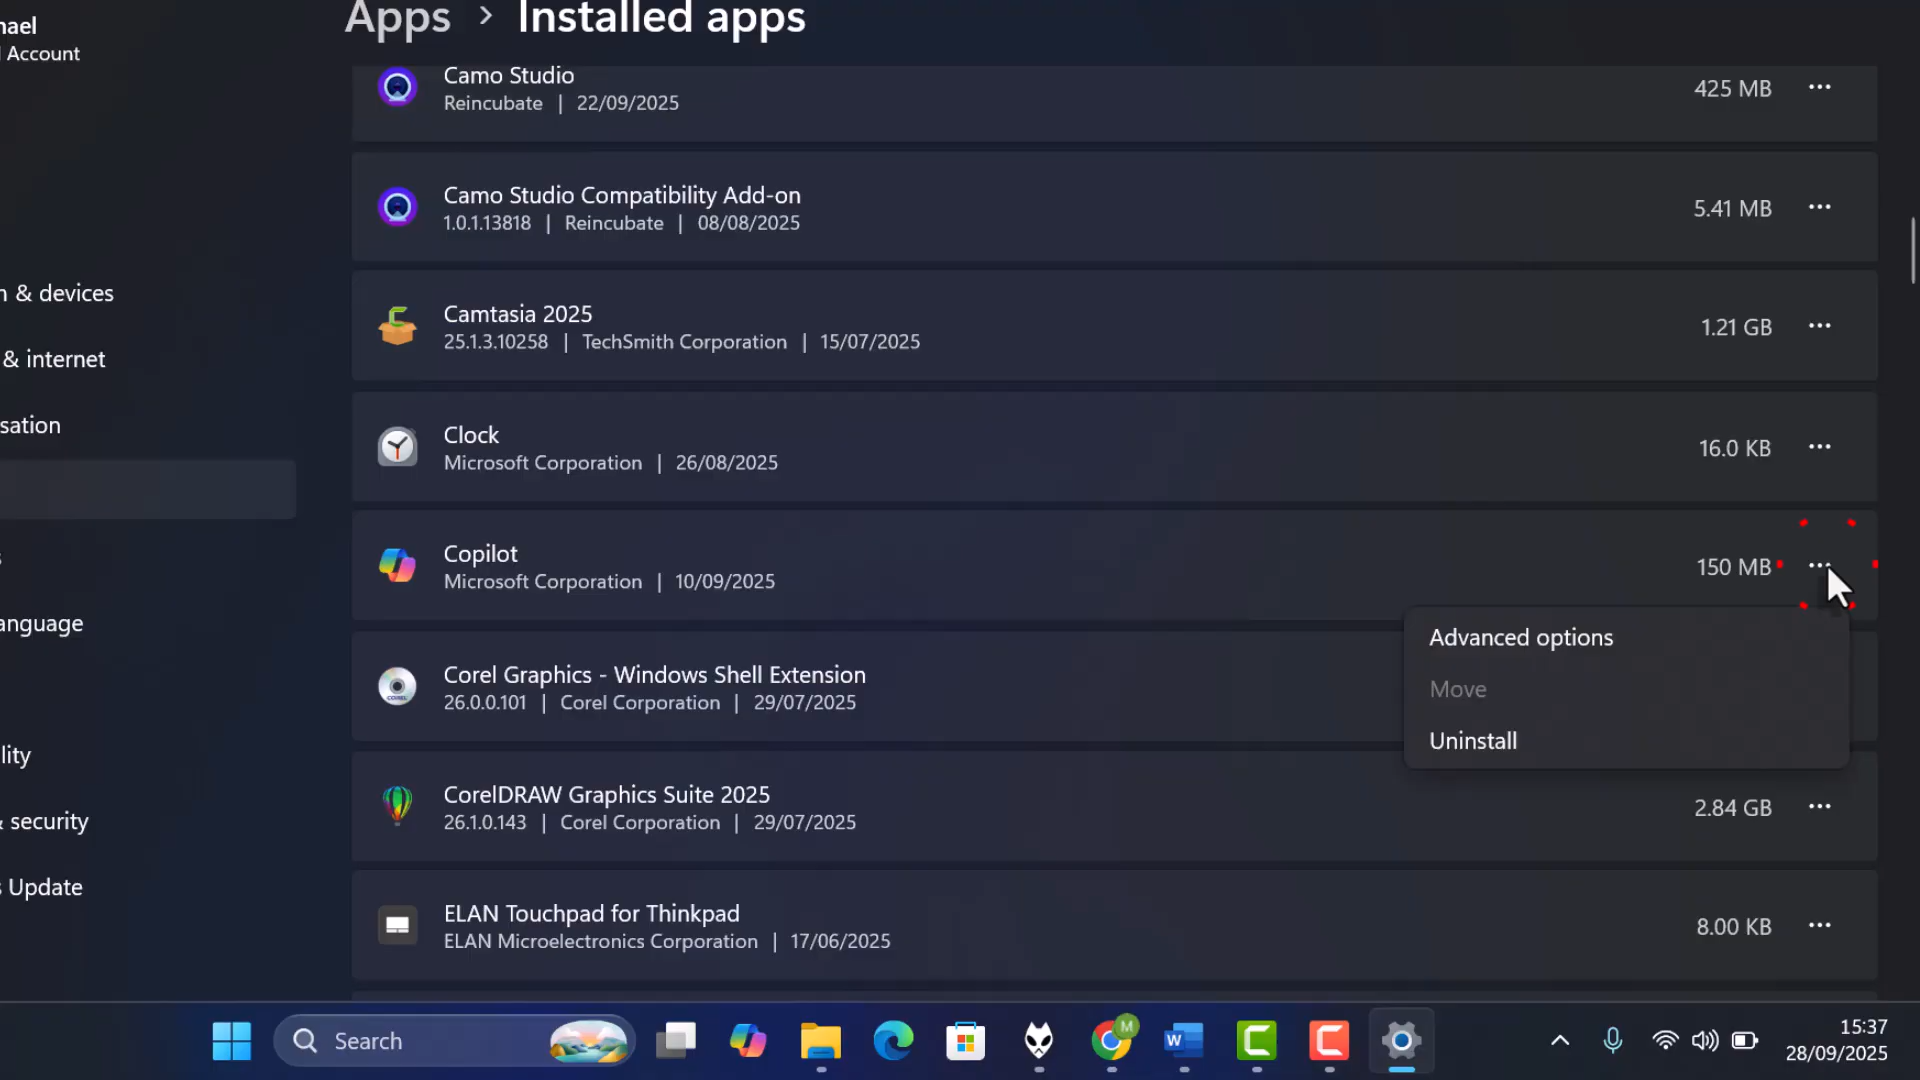 Apps > Installed apps
hael
Account
n & devices
& internet
sation
s
anguage
lity
& security
s Update
Camo Studio
Reincubate | 22/09/2025
425 MB
Camo Studio Compatibility Add-on
1.0.1.13818 | Reincubate | 08/08/2025
5.41 MB
Camtasia 2025
25.1.3.10258 | TechSmith Corporation | 15/07/2025
1.21 GB
Clock
Microsoft Corporation | 26/08/2025
16.0 KB
Copilot
Microsoft Corporation | 10/09/2025
150 MB
Advanced options
Move
Uninstall
Corel Graphics - Windows Shell Extension
26.0.0.101 | Corel Corporation | 29/07/2025
CorelDRAW Graphics Suite 2025
26.1.0.143 | Corel Corporation | 29/07/2025
2.84 GB
ELAN Touchpad for Thinkpad
ELAN Microelectronics Corporation | 17/06/2025
8.00 KB
Search
M
W
15:37
28/09/2025